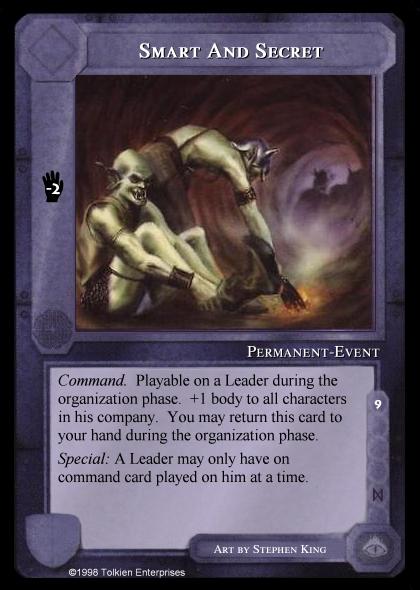 Smart And Secret
-2
Permanent-Event
Command. Playable on a Leader during the
organization phase. +1 body to all characters
in his company. You may return this card to
your hand during the organization phase.
Special: A Leader may only have on
command card played on him at a time.
9
Art by Stephen King
©1998 Tolkien Enterprises